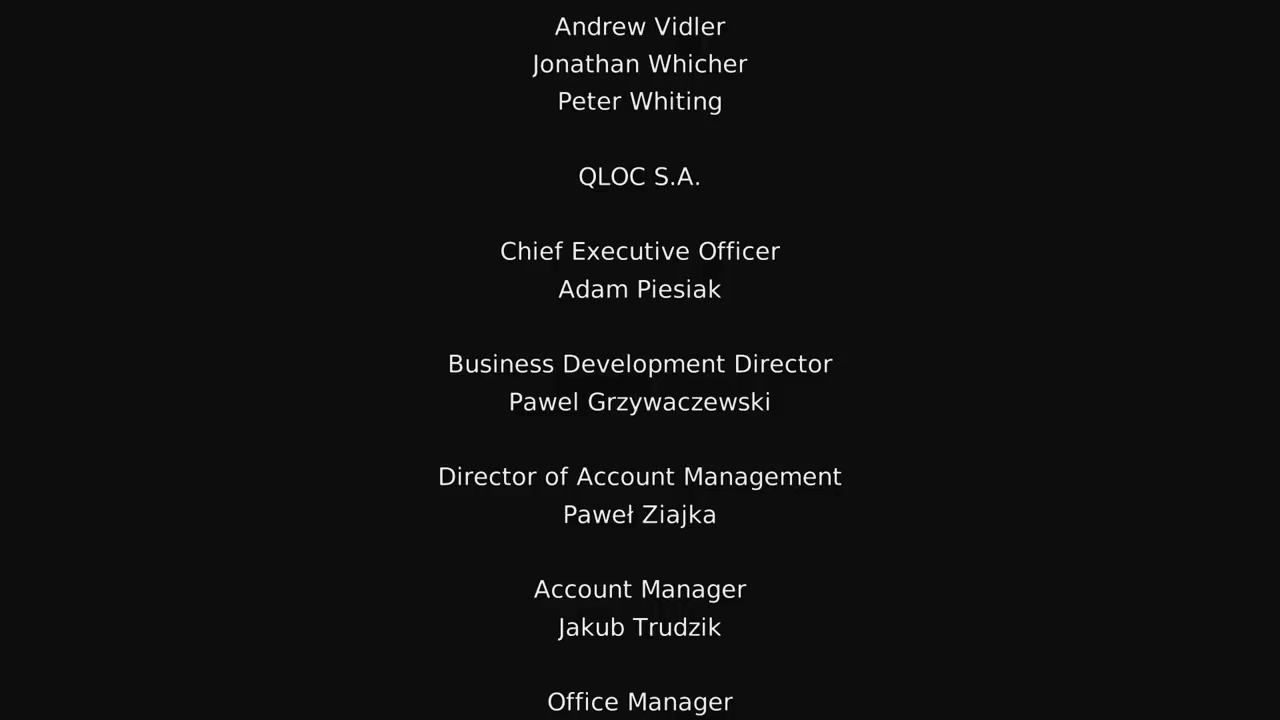 Andrew Vidler
Jonathan Whicher
Peter Whiting
QLOC S.A.
Chief Executive Officer
Adam Piesiak
Business Development Director
Pawel Grzywaczewski
Director of Account Management
Paweł Ziajka
Account Manager
Jakub Trudzik
Office Manager